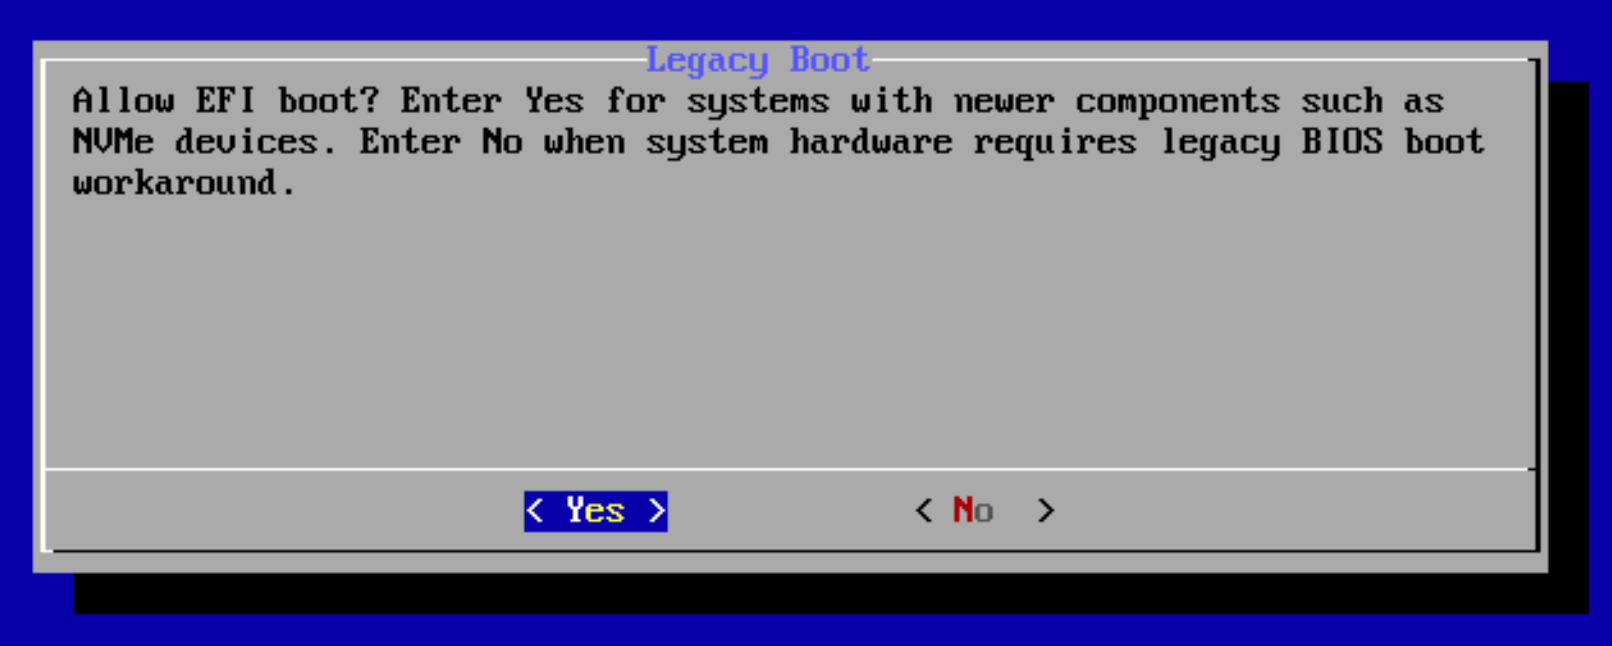 Legacy Boot
Allow EFI boot? Enter Yes for systems with newer components such as
NVMe devices. Enter No when system hardware requires legacy BIOS boot
workaround.
< Yes > < No >